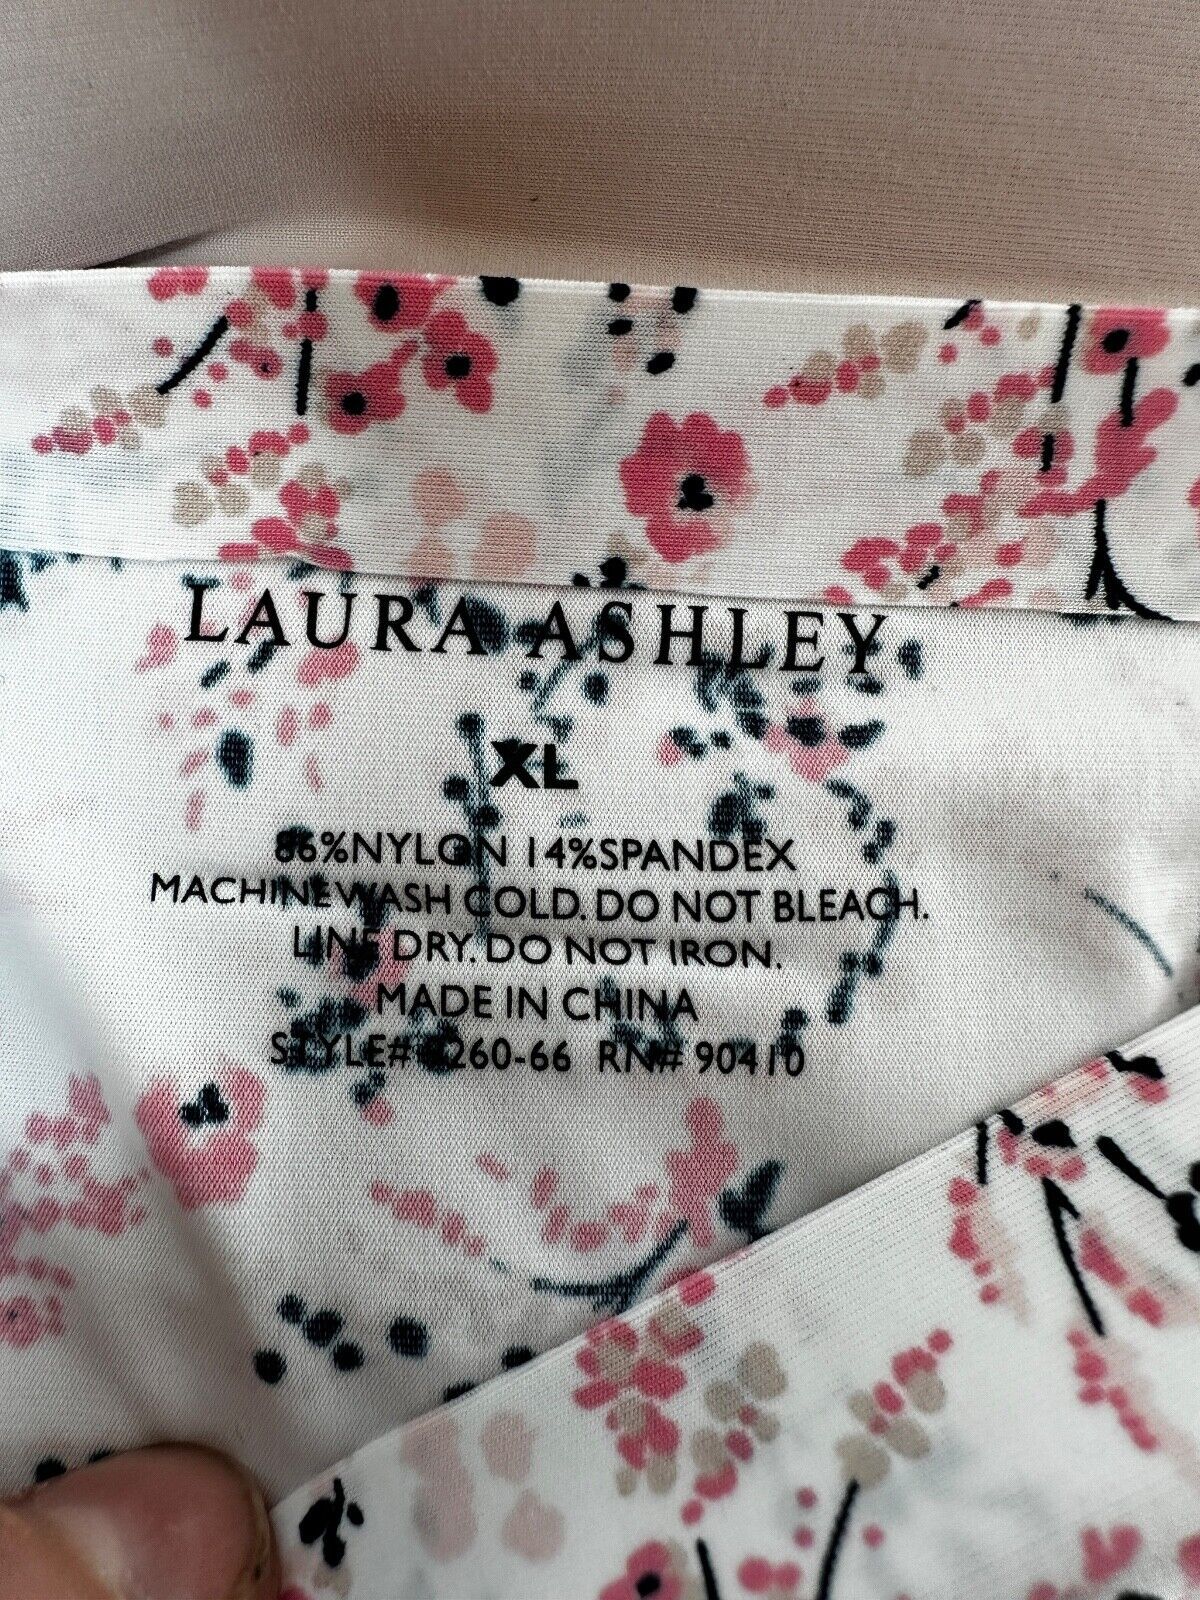 LAURA ASHLEY
XL
86%NYLON 14%SPANDEX
MACHINE WASH COLD. DO NOT BLEACH.
LINE DRY. DO NOT IRON.
MADE IN CHINA
STYLE# RN# 90410